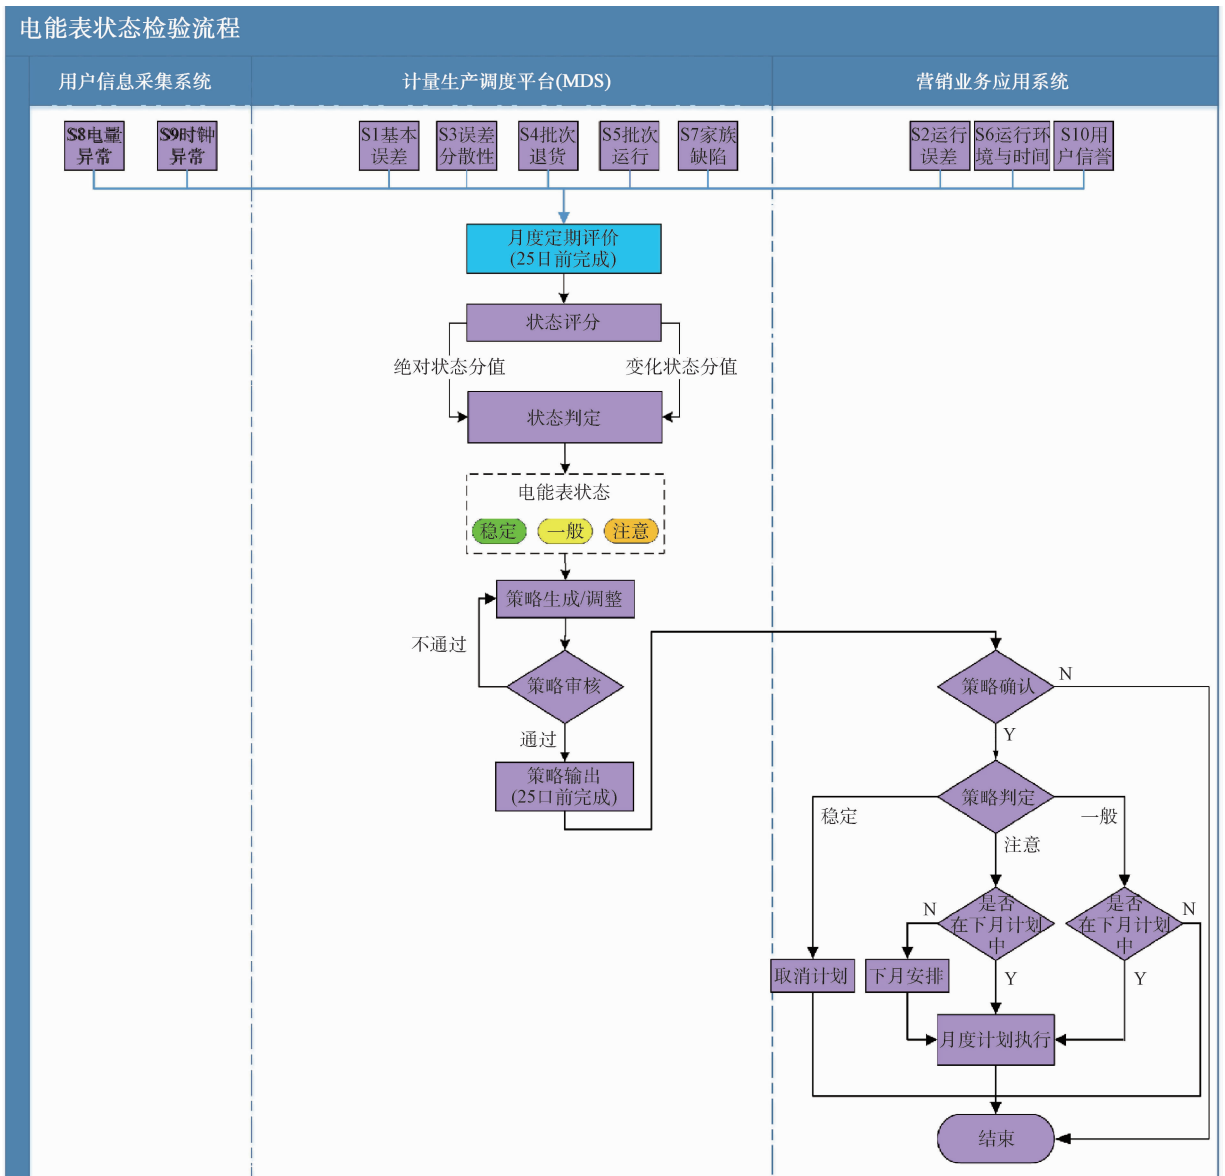 电能表状态检验流程
用户信息采集系统
计量生产调度平台(MDS)
营销业务应用系统
S8电量
异常
S9时钟
异常
S1基本
误差
S3误差
分散性
S4批次
退货
S5批次
运行
S7家族
缺陷
S2运行
误差
S6运行环
境与时间
S10用
户信誉
月度定期评价
(25日前完成)
状态评分
绝对状态分值
变化状态分值
状态判定
电能表状态
稳定
一般
注意
策略生成/调整
不通过
策略审核
通过
策略输出
(25口前完成)
策略确认
N
Y
策略判定
稳定
一般
注意
是否
在下月计划
中
N
是否
在下月计划
中
N
取消计划
下月安排
Y
Y
月度计划执行
结束